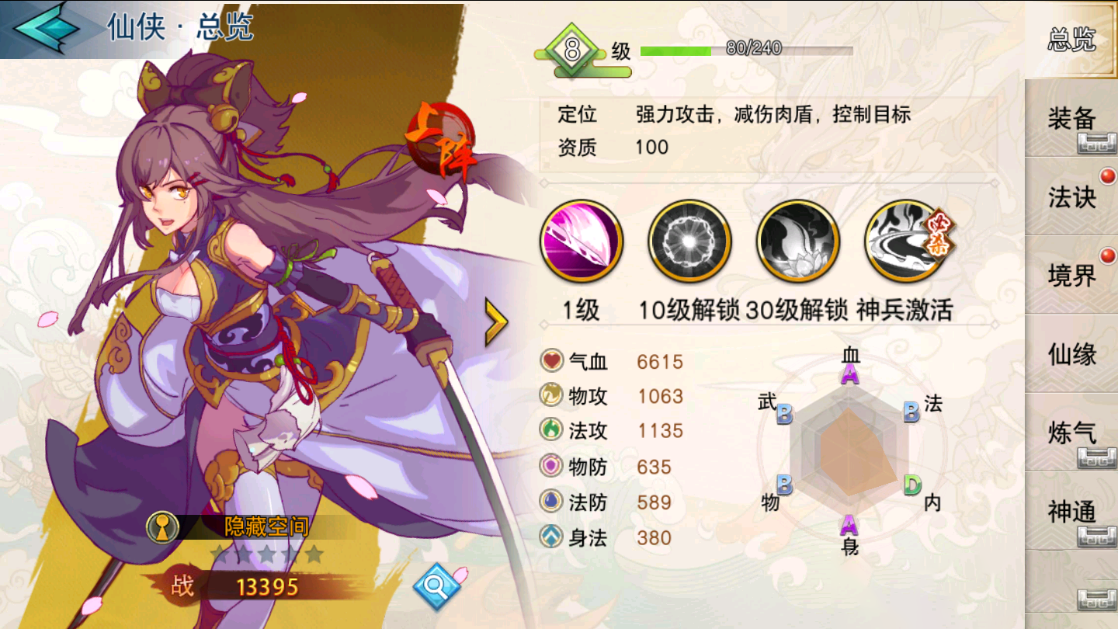 仙侠·总览
总览
8 级 80/240
上阵
定位 强力攻击，减伤肉盾，控制目标
资质 100
装备
法诀
境界
仙缘
炼气
神通
必杀
1级 10级解锁 30级解锁 神兵激活
气血 6615
物攻 1063
法攻 1135
物防 635
法防 589
身法 380
血 A
武 B
B 法
物 B
D 内
A
隐藏空间
战 13395